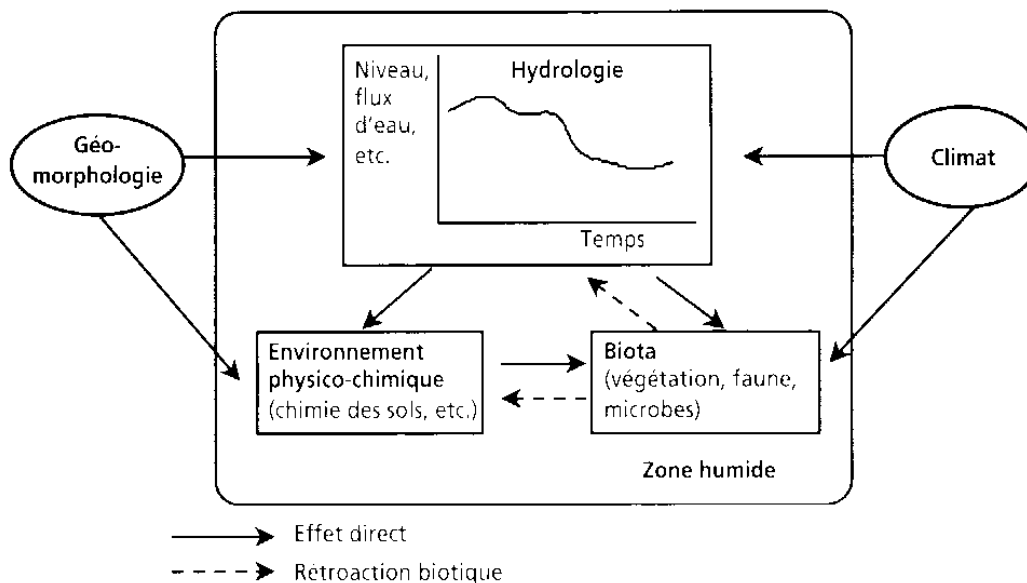 Niveau,
flux
d'eau,
etc.
Hydrologie
Temps
Géo-
morphologie
Climat
Environnement
physico-chimique
(chimie des sols, etc.)
Biota
(végétation, faune,
microbes)
Zone humide
Effet direct
Rétroaction biotique